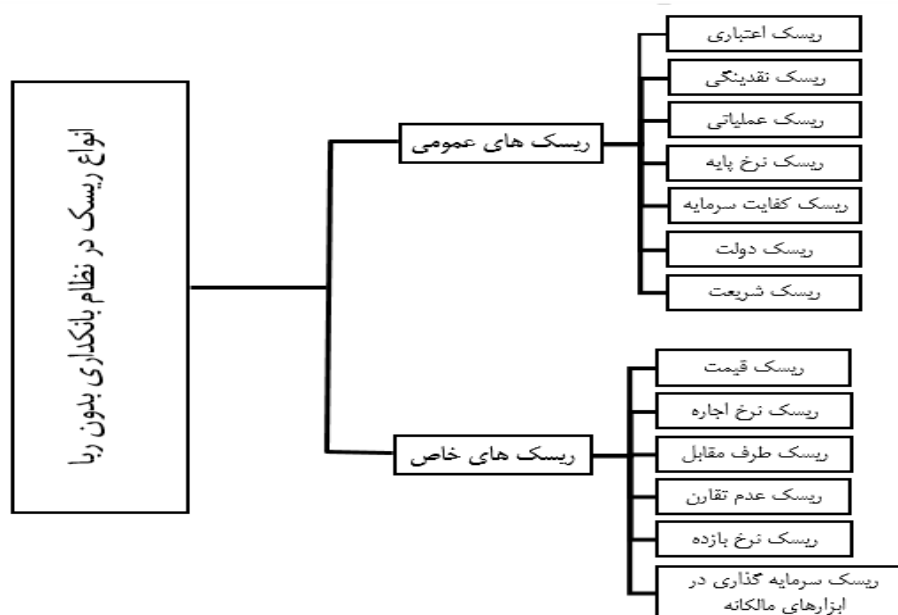 انواع ریسک در نظام بانکداری بدون ربا
ریسک های عمومی
ریسک اعتباری
ریسک نقدینگی
ریسک عملیاتی
ریسک نرخ پایه
ریسک کفایت سرمایه
ریسک دولت
ریسک شریعت
ریسک های خاص
ریسک قیمت
ریسک نرخ اجاره
ریسک طرف مقابل
ریسک عدم تقارن
ریسک نرخ بازده
ریسک سرمایه گذاری در
ابزارهای مالکانه